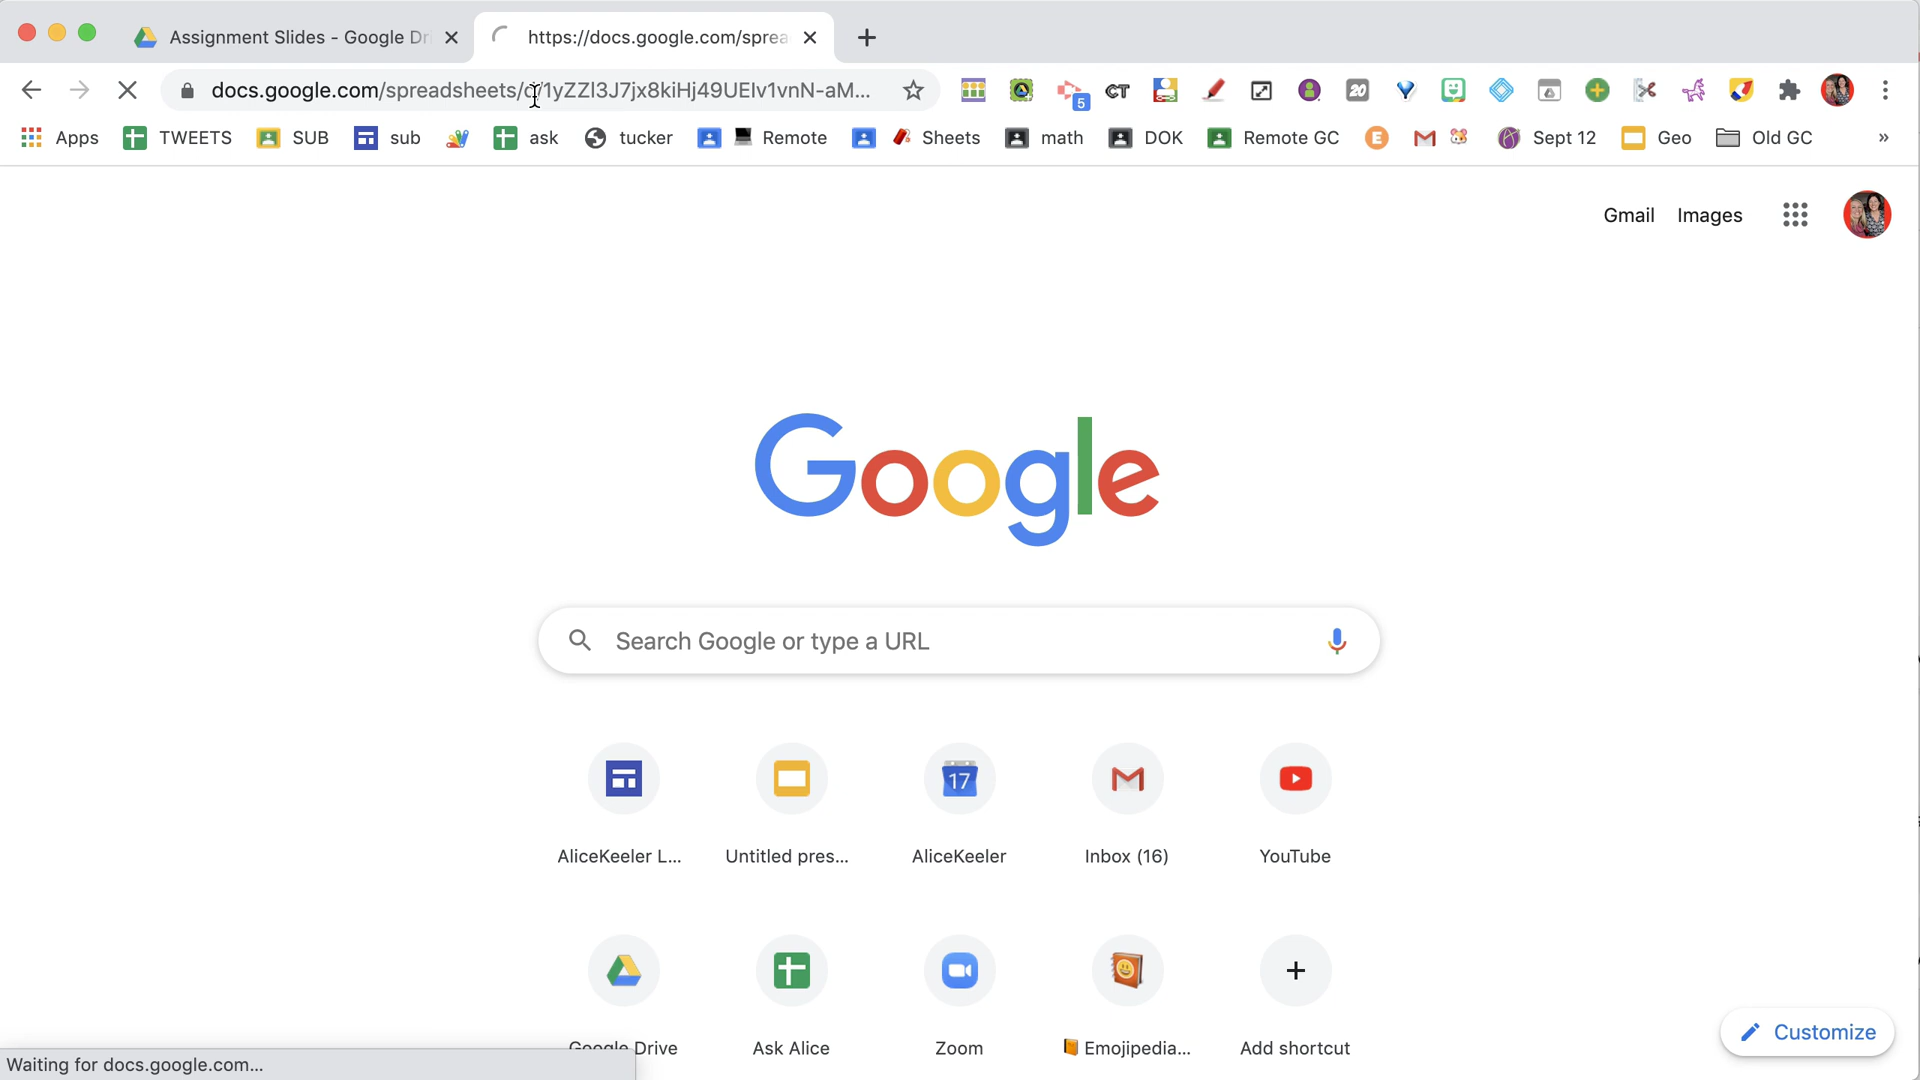 Assignment Slides - Google Dri
https://docs.google.com/sprea
docs.google.com/spreadsheets/d/1yZZl3J7jx8kiHj49UEIv1vnN-aM...
5
CT
20
Apps
TWEETS
SUB
sub
ask
tucker
Remote
Sheets
math
DOK
Remote GC
E
Sept 12
Geo
Old GC
»
Gmail
Images
Google
Search Google or type a URL
17
AliceKeeler L...
Untitled pres...
AliceKeeler
Inbox (16)
YouTube
Google Drive
Ask Alice
Zoom
Emojipedia...
Add shortcut
Customize
Waiting for docs.google.com...